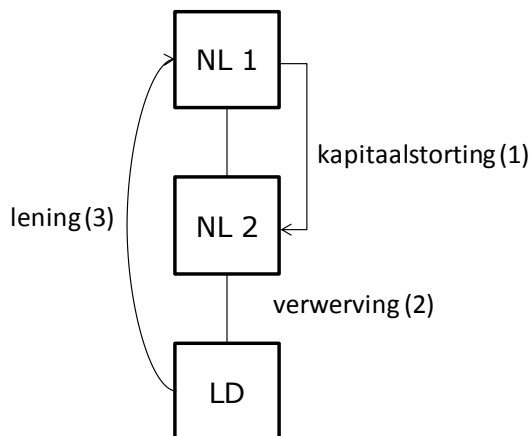 NL 1
kapitaalstorting (1)
lening (3)
NL 2
verwerving (2)
LD